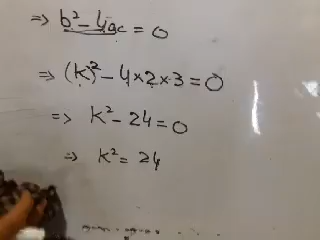 ⇒ b² - 4ac = 0
⇒ (k)² - 4 × 2 × 3 = 0
⇒ k² - 24 = 0
⇒ k² = 24